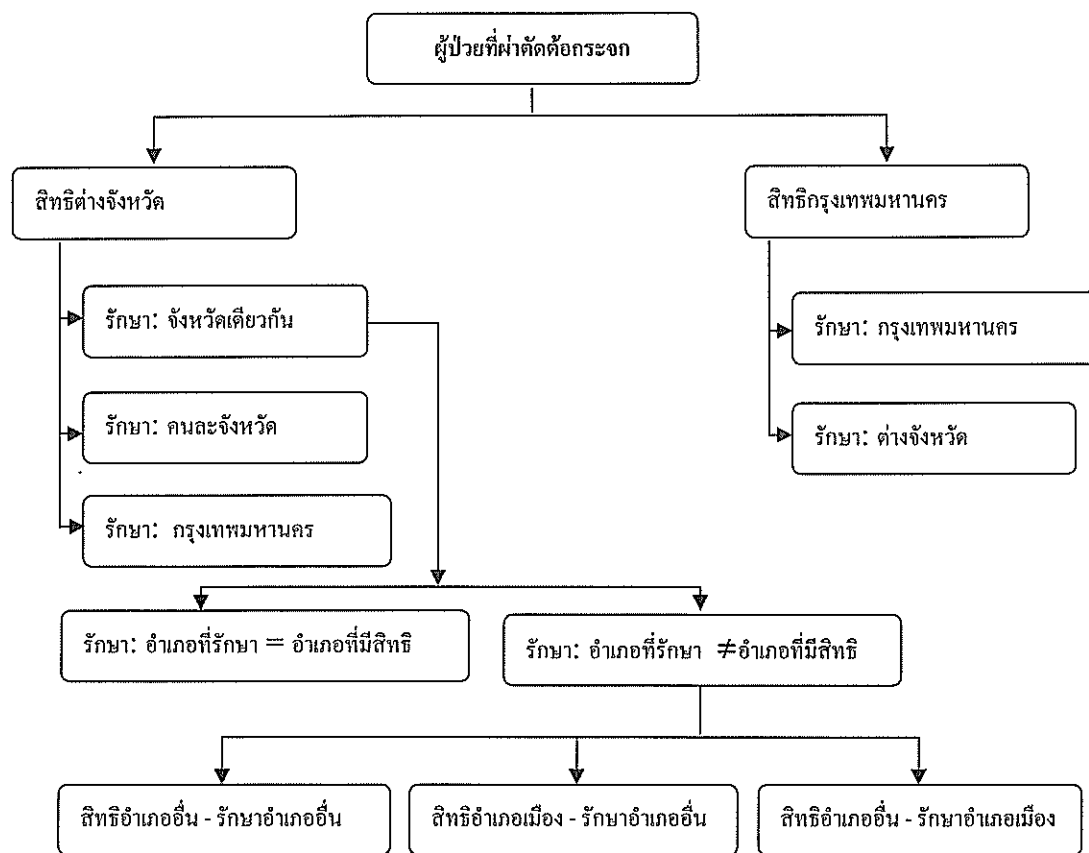 ผู้ป่วยที่ผ่าตัดต้อกระจก
สิทธิต่างจังหวัด
สิทธิกรุงเทพมหานคร
รักษา: จังหวัดเดียวกัน
รักษา: กรุงเทพมหานคร
รักษา: คนละจังหวัด
รักษา: ต่างจังหวัด
รักษา: กรุงเทพมหานคร
รักษา: อำเภอที่รักษา = อำเภอที่มีสิทธิ
รักษา: อำเภอที่รักษา ≠อำเภอที่มีสิทธิ
สิทธิอำเภออื่น - รักษาอำเภออื่น
สิทธิอำเภอเมือง - รักษาอำเภออื่น
สิทธิอำเภออื่น - รักษาอำเภอเมือง